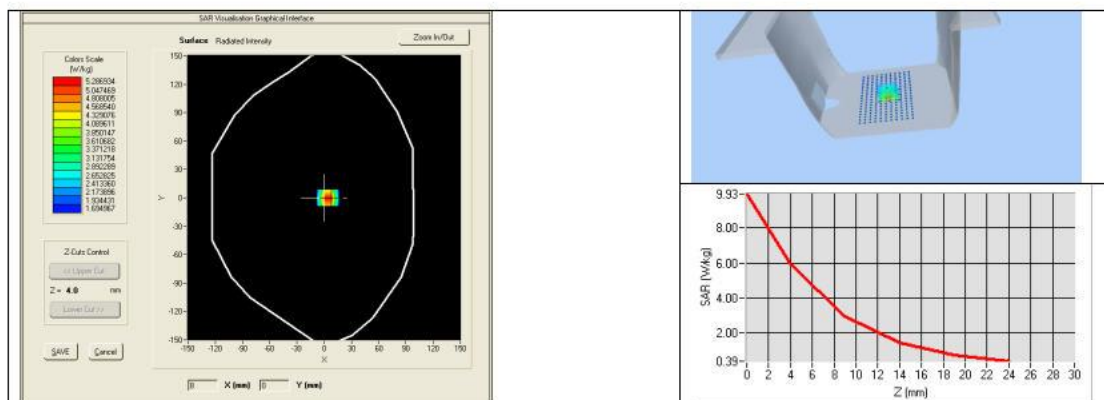 SAR Visualisation Graphical Interface
Surface Radiated Intensity
Zoom In/Out
Colors Scale
(W/kg)
5.286934
5.047469
4.808005
4.568540
4.329076
4.089611
3.850147
3.610682
3.371218
3.131754
2.892289
2.652825
2.413360
2.173896
1.934431
1.694967
Z-Cuts Control
<< Upper Cut
Z = 4.0 mm
Lower Cut >>
SAVE Cancel
150
120
90
60
30
0
-30
-60
-90
-120
-150
Y
-150 -120 -90 -60 -30 0 30 60 90 120 150
X
0 X (mm) 0 Y (mm)
9.93
8.00
6.00
4.00
2.00
0.39
SAR (W/kg)
0 2 4 6 8 10 12 14 16 18 20 22 24 26 28 30
Z (mm)